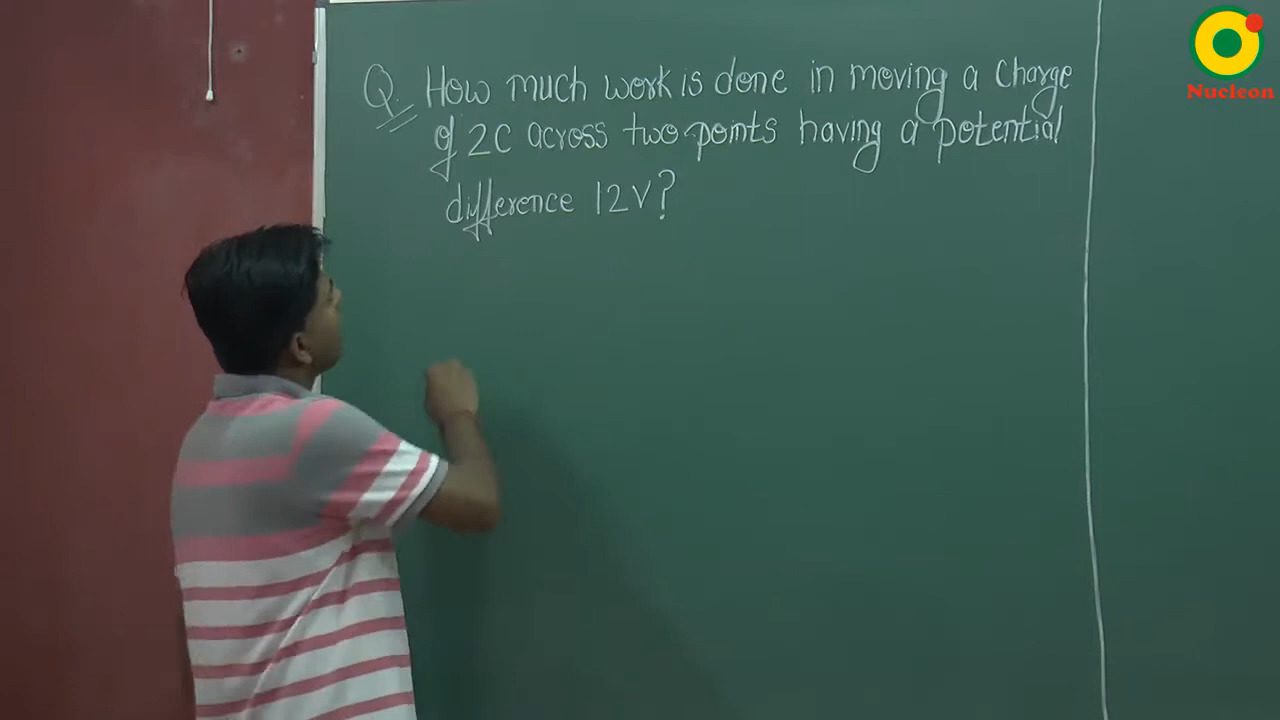 Q. How much work is done in moving a charge
of 2C across two points having a potential
difference 12V?
Nucleon